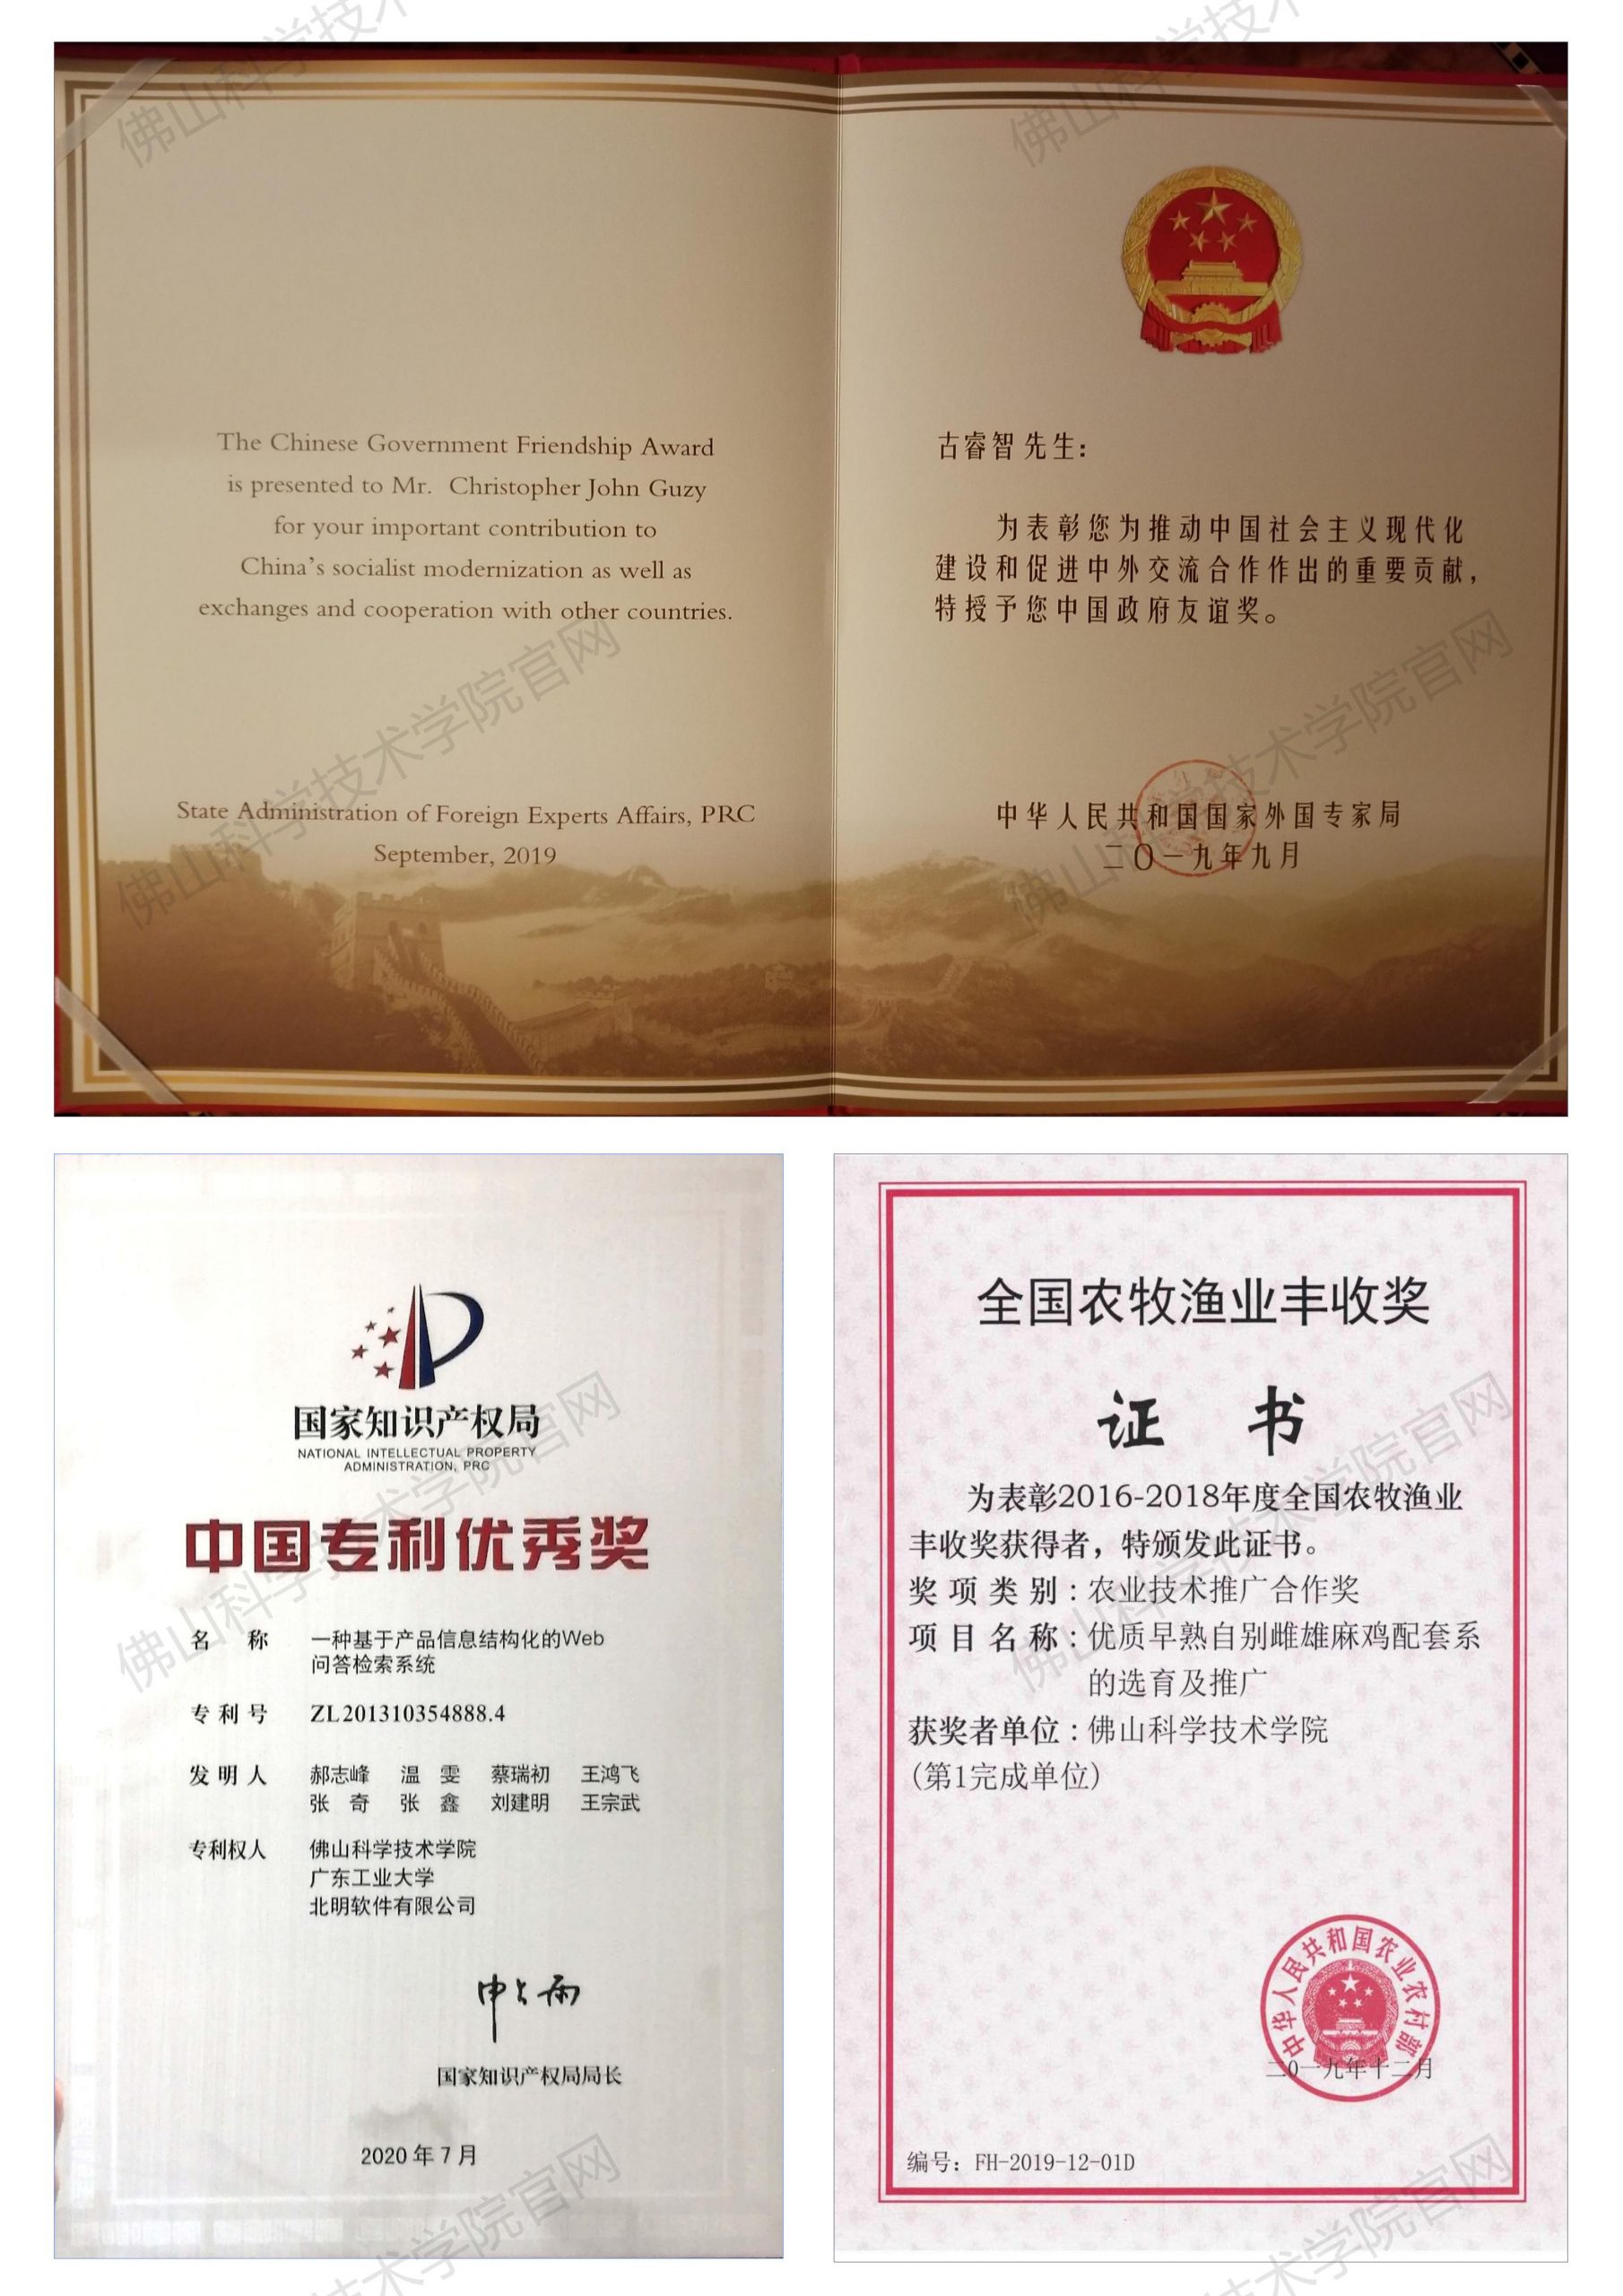 The Chinese Government Friendship Award
is presented to Mr. Christopher John Guzy
for your important contribution to
China's socialist modernization as well as
exchanges and cooperation with other countries.
State Administration of Foreign Experts Affairs, PRC
September, 2019
古睿智 先生：
为表彰您为推动中国社会主义现代化
建设和促进中外交流合作作出的重要贡献，
特授予您中国政府友谊奖。
中华人民共和国国家外国专家局
二〇一九年九月
国家知识产权局
NATIONAL INTELLECTUAL PROPERTY
ADMINISTRATION, PRC
中国专利优秀奖
名 称 一种基于产品信息结构化的Web
问答检索系统
专 利 号 ZL201310354888.4
发 明 人 郝志峰 温 雯 蔡瑞初 王鸿飞
张 奇 张 鑫 刘建明 王宗武
专利权人 佛山科学技术学院
广东工业大学
北明软件有限公司
申长雨
国家知识产权局局长
2020 年 7 月
全国农牧渔业丰收奖
证 书
为表彰2016-2018年度全国农牧渔业
丰收奖获得者，特颁发此证书。
奖 项 类 别：农业技术推广合作奖
项 目 名 称：优质早熟自别雌雄麻鸡配套系
的选育及推广
获奖者单位：佛山科学技术学院
(第1完成单位)
中华人民共和国农业农村部
二0一九年十二月
编号：FH-2019-12-01D
佛山科学技术学院官网